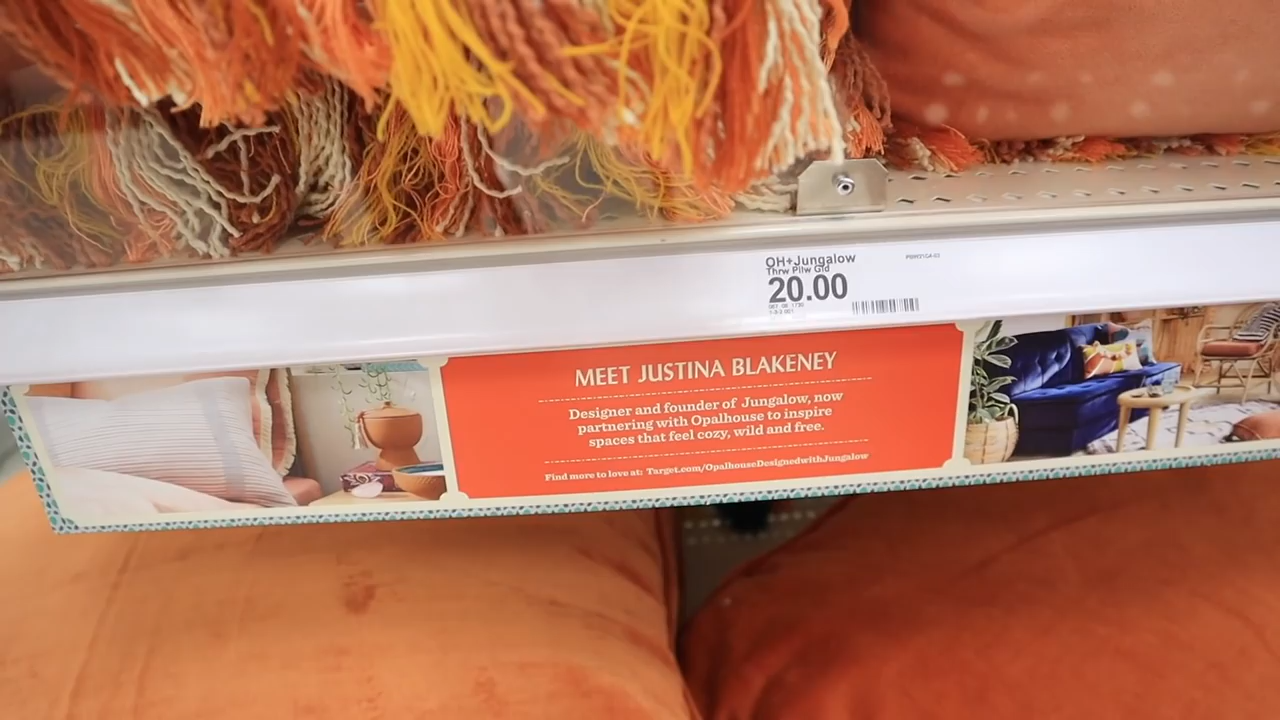 OH+Jungalow
Thrw Pllw Gld
20.00
MEET JUSTINA BLAKENEY
Designer and founder of Jungalow, now
partnering with Opalhouse to inspire
spaces that feel cozy, wild and free.
Find more to love at: Target.com/OpalhouseDesignedwithJungalow